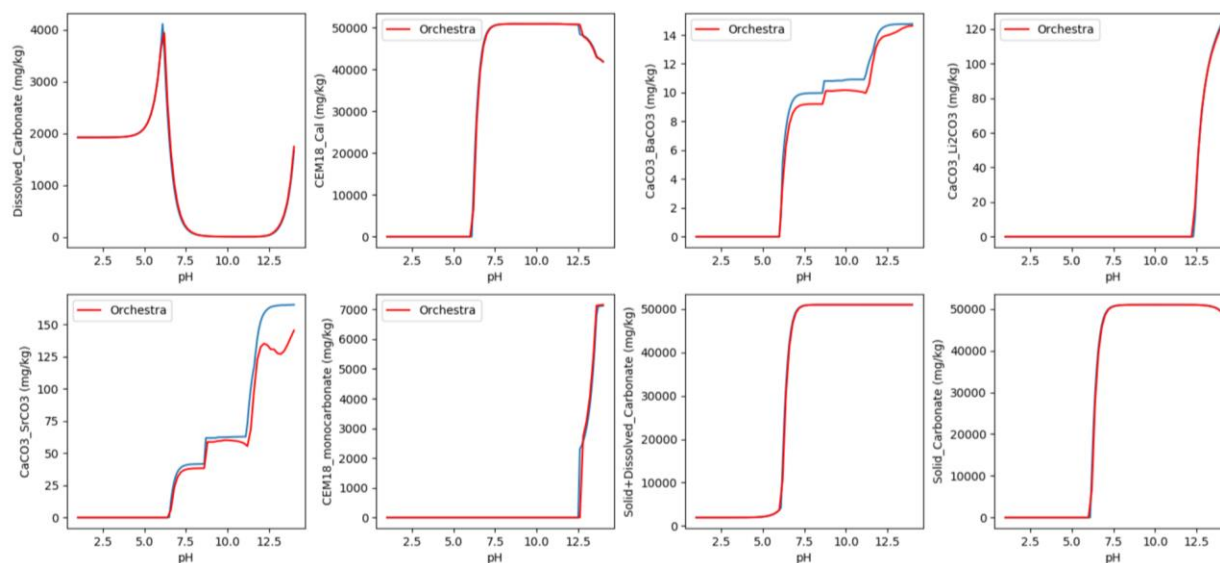 Dissolved_Carbonate (mg/kg)
4000
3000
2000
1000
0
2.5 5.0 7.5 10.0 12.5
pH
CEM18_Cal (mg/kg)
50000
40000
30000
20000
10000
0
Orchestra
2.5 5.0 7.5 10.0 12.5
pH
CaCO3_BaCO3 (mg/kg)
14
12
10
8
6
4
2
0
Orchestra
2.5 5.0 7.5 10.0 12.5
pH
CaCO3_Li2CO3 (mg/kg)
120
100
80
60
40
20
0
Orchestra
2.5 5.0 7.5 10.0 12.5
pH
CaCO3_SrCO3 (mg/kg)
150
125
100
75
50
25
0
Orchestra
2.5 5.0 7.5 10.0 12.5
pH
CEM18_monocarbonate (mg/kg)
7000
6000
5000
4000
3000
2000
1000
0
Orchestra
2.5 5.0 7.5 10.0 12.5
pH
Solid+Dissolved_Carbonate (mg/kg)
50000
40000
30000
20000
10000
0
2.5 5.0 7.5 10.0 12.5
pH
Solid_Carbonate (mg/kg)
50000
40000
30000
20000
10000
0
2.5 5.0 7.5 10.0 12.5
pH